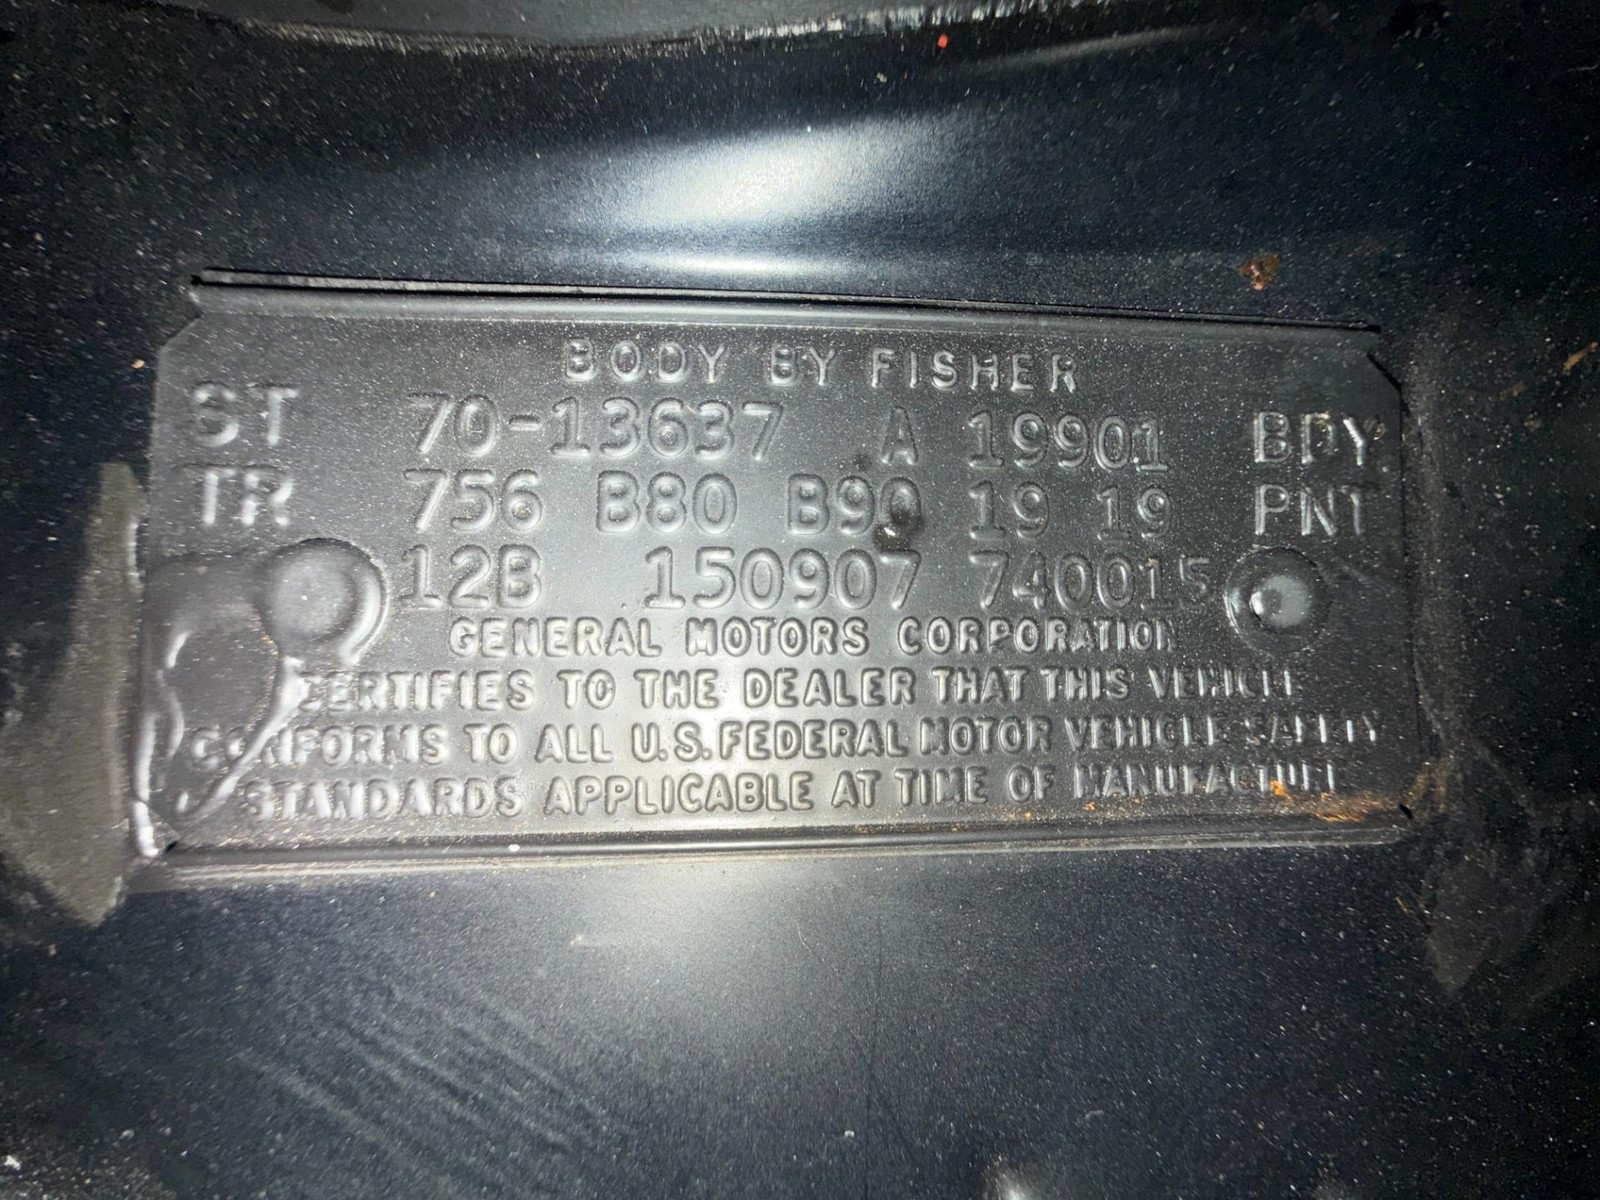 BODY BY FISHER
ST 70-13637 A 19901 BDY.
TR 756 B80 B90 19 19 PNT
12B 150907 740015
GENERAL MOTORS CORPORATION
CERTIFIES TO THE DEALER THAT THIS VEHICLE
CONFORMS TO ALL U.S. FEDERAL MOTOR VEHICLE SAFETY
STANDARDS APPLICABLE AT TIME OF MANUFACTURE